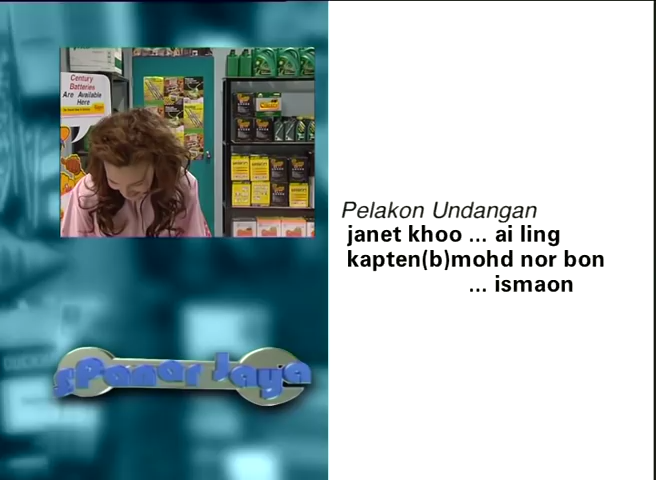 Century
Batteries
Are Available
Here
sPanar Jaya
Pelakon Undangan
janet khoo ... ai ling
kapten(b)mohd nor bon
... ismaon